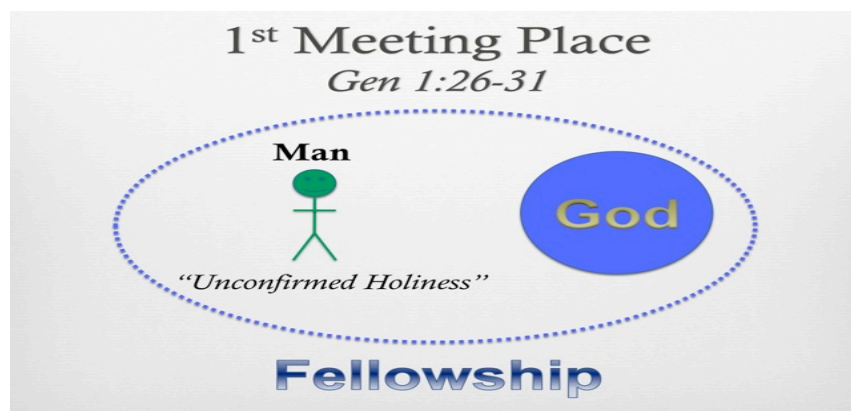 1st Meeting Place
Gen 1:26-31
Man
God
“Unconfirmed Holiness”
Fellowship